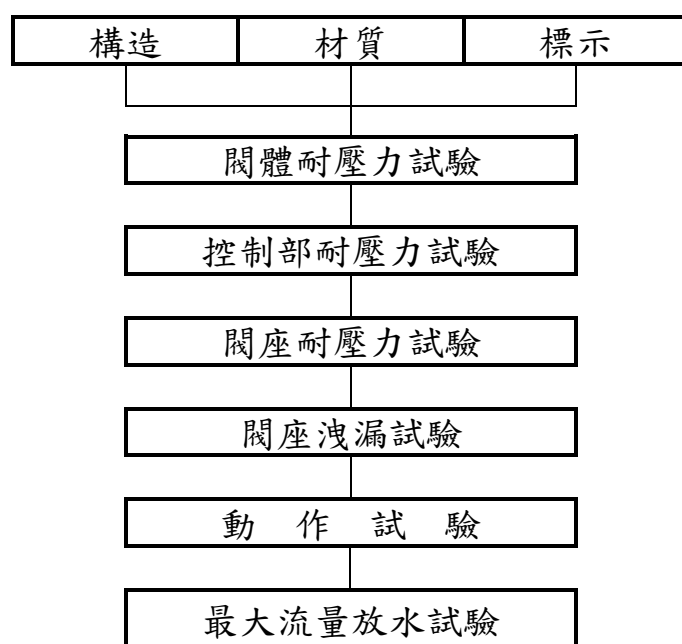 構造 材質 標示
閥體耐壓力試驗
控制部耐壓力試驗
閥座耐壓力試驗
閥座洩漏試驗
動作試驗
最大流量放水試驗